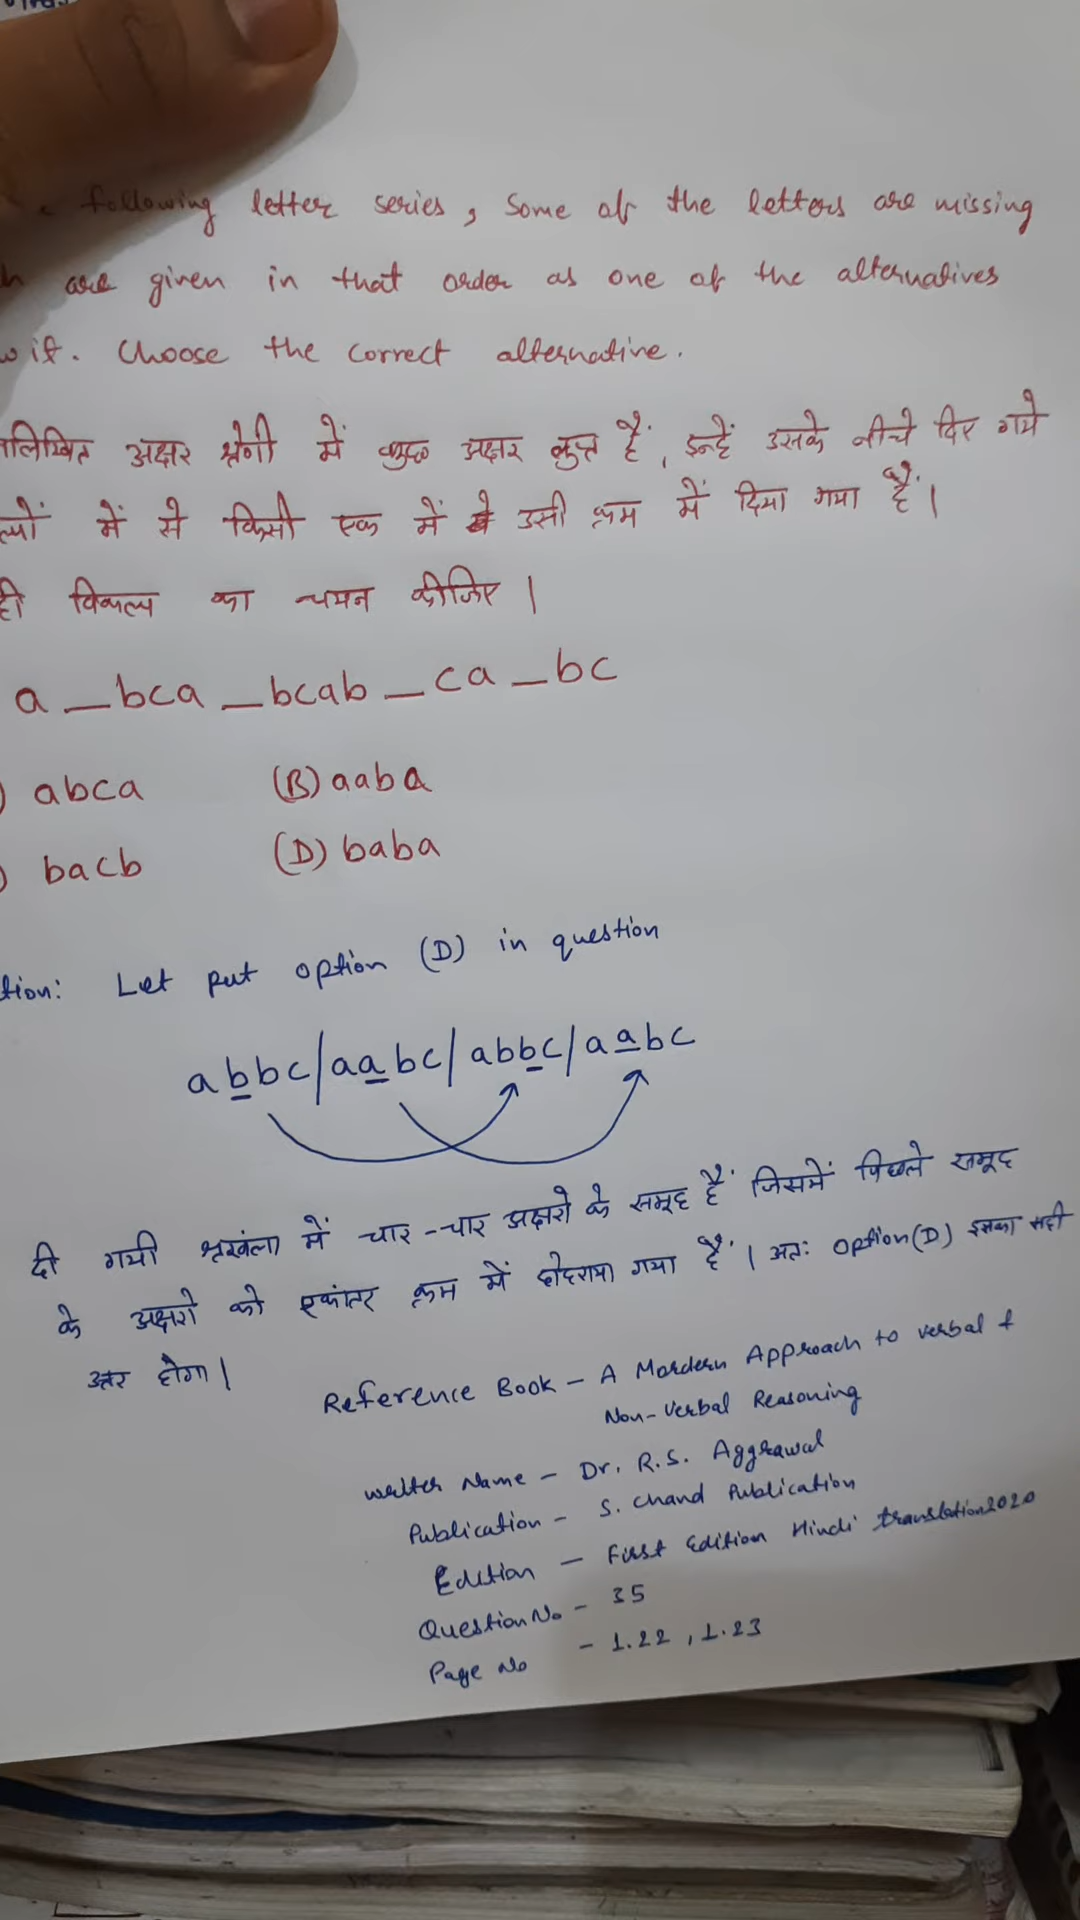 following letter series, Some of the letters are missing
are given in that order as one of the alternatives
Choose the correct alternative.
अक्षर श्रेणी में कुछ अक्षर लुप्त हैं, इन्हें उसके नीचे दिए गये
में से किसी एक में उसी क्रम में दिया गया है।
विकल्प का चयन कीजिए।
a _ bca _ bcab _ ca _ bc
abca (B) aaba
bacb (D) baba
Let put option (D) in question
abbc/aabc/abbc/aabc
दी गयी श्रृखंला में चार-चार अक्षरो के समूह हैं जिसमें पिछले समूह
के अक्षरो को एकांतर क्रम में दोहराया गया है। अतः option (D) इसका सही
उत्तर होगा।
Reference Book - A Mordern Approach to verbal +
Non-Verbal Reasoning
Name - Dr. R.S. Aggrawal
Publication - S. Chand Publication
Edition - First Edition Hindi translation 2020
Question No - 35
Page No - 1.22, 1.23